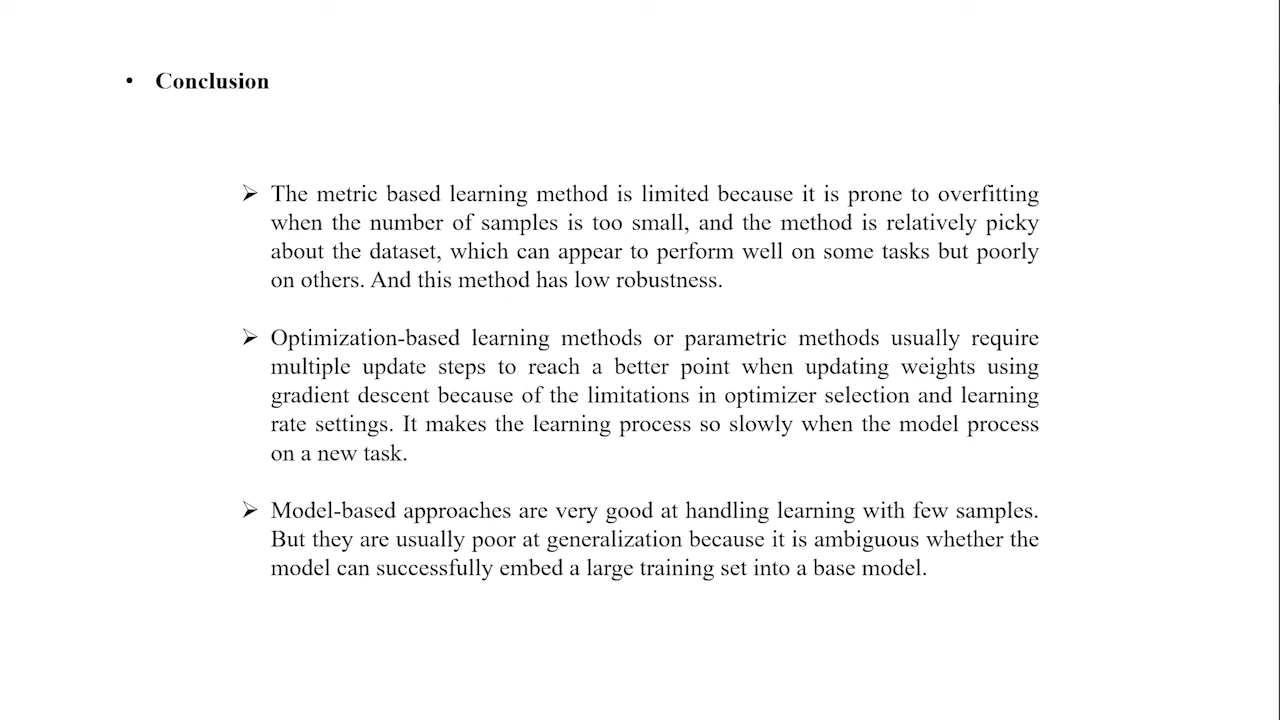 • Conclusion
➢ The metric based learning method is limited because it is prone to overfitting
when the number of samples is too small, and the method is relatively picky
about the dataset, which can appear to perform well on some tasks but poorly
on others. And this method has low robustness.
➢ Optimization-based learning methods or parametric methods usually require
multiple update steps to reach a better point when updating weights using
gradient descent because of the limitations in optimizer selection and learning
rate settings. It makes the learning process so slowly when the model process
on a new task.
➢ Model-based approaches are very good at handling learning with few samples.
But they are usually poor at generalization because it is ambiguous whether the
model can successfully embed a large training set into a base model.